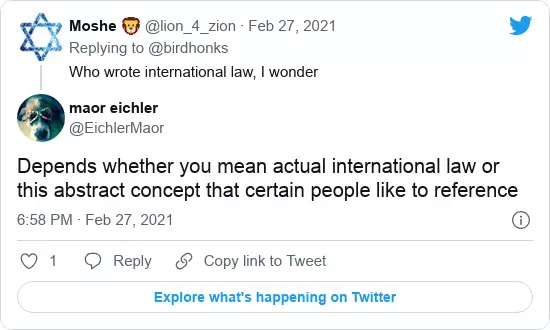 Moshe 🦁 @lion_4_zion · Feb 27, 2021
Replying to @birdhonks
Who wrote international law, I wonder
maor eichler
@EichlerMaor
Depends whether you mean actual international law or
this abstract concept that certain people like to reference
6:58 PM · Feb 27, 2021
1 Reply Copy link to Tweet
Explore what's happening on Twitter